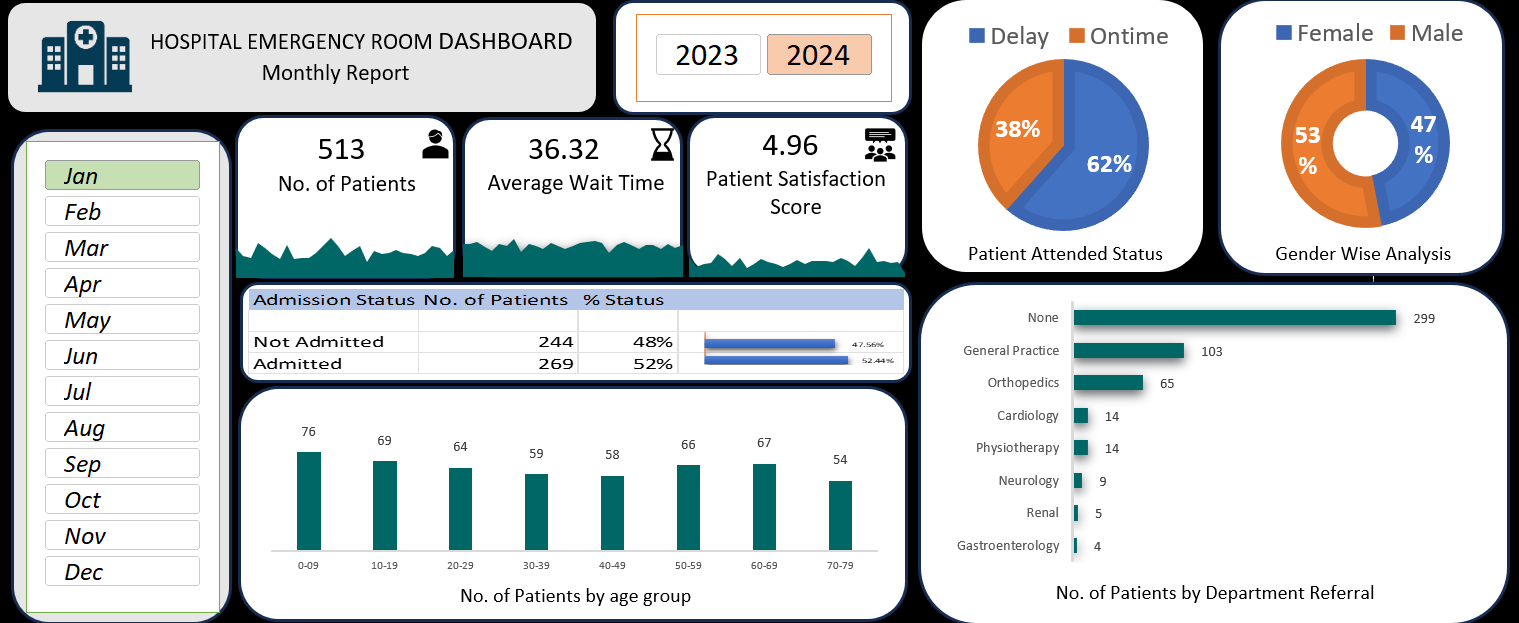 HOSPITAL EMERGENCY ROOM DASHBOARD
Monthly Report
2023
2024
Jan
Feb
Mar
Apr
May
Jun
Jul
Aug
Sep
Oct
Nov
Dec
513
No. of Patients
36.32
Average Wait Time
4.96
Patient Satisfaction
Score
Delay Ontime
38%
62%
Patient Attended Status
Female Male
53
%
47
%
Gender Wise Analysis
Admission Status No. of Patients % Status
Not Admitted 244 48% 47.56%
Admitted 269 52% 52.44%
76 69 64 59 58 66 67 54
0-09 10-19 20-29 30-39 40-49 50-59 60-69 70-79
No. of Patients by age group
None 299
General Practice 103
Orthopedics 65
Cardiology 14
Physiotherapy 14
Neurology 9
Renal 5
Gastroenterology 4
No. of Patients by Department Referral